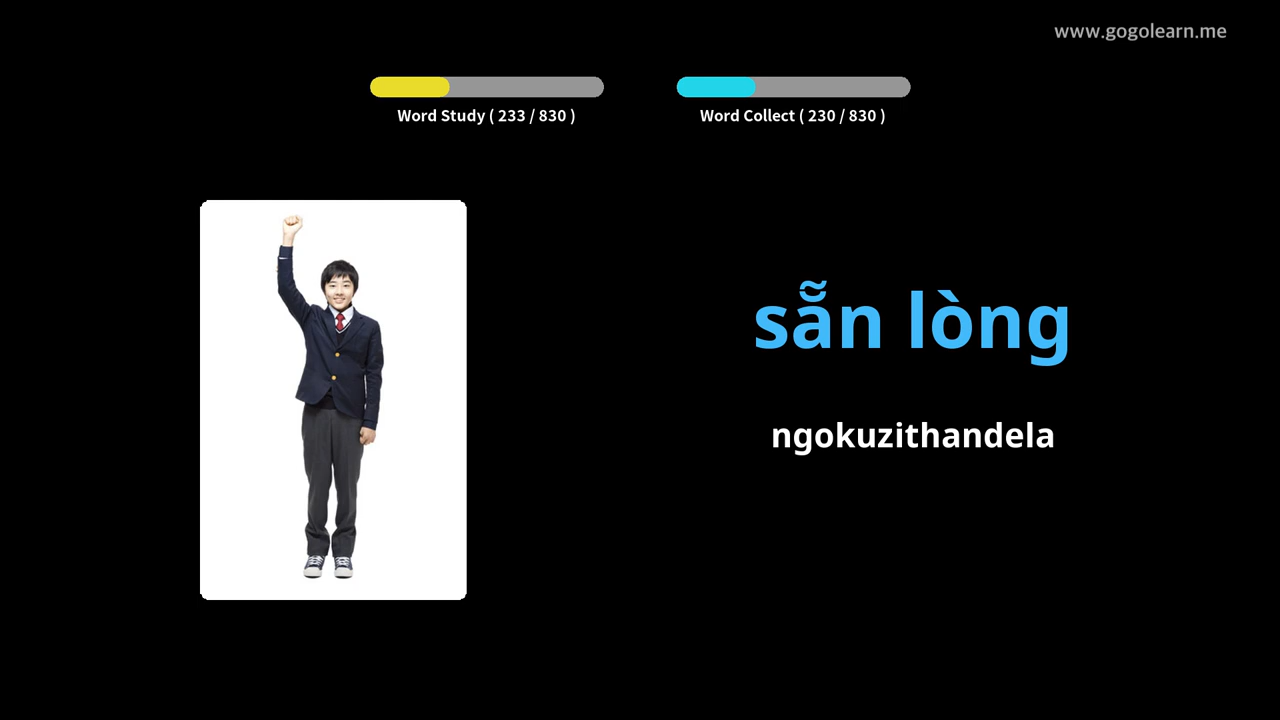 www.gogolearn.me
Word Study ( 233 / 830 )
Word Collect ( 230 / 830 )
sẵn lòng
ngokuzithandela